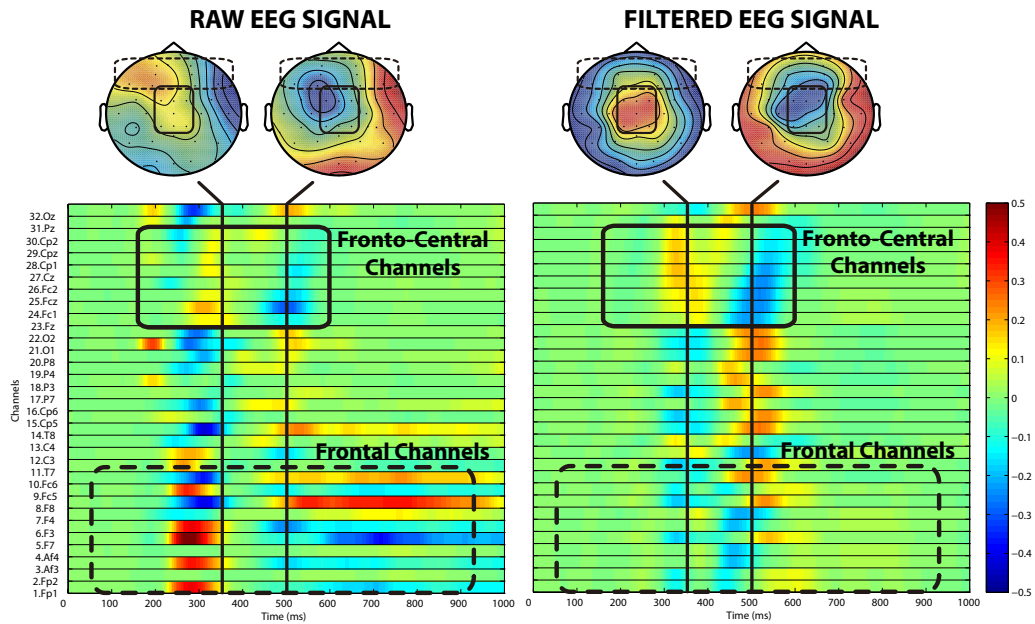 RAW EEG SIGNAL
FILTERED EEG SIGNAL
Fronto-Central
Channels
Frontal Channels
Channels
32.Oz
31.Pz
30.Cp2
29.Cpz
28.Cp1
27.Cz
26.Fc2
25.Fcz
24.Fc1
23.Fz
22.O2
21.O1
20.P8
19.P4
18.P3
17.P7
16.Cp6
15.Cp5
14.T8
13.C4
12.C3
11.T7
10.Fc6
9.Fc5
8.F8
7.F4
6.F3
5.F7
4.Af4
3.Af3
2.Fp2
1.Fp1
0 100 200 300 400 500 600 700 800 900 1000
Time (ms)
Fronto-Central
Channels
Frontal Channels
0 100 200 300 400 500 600 700 800 900 1000
Time (ms)
0.5
0.4
0.3
0.2
0.1
0
-0.1
-0.2
-0.3
-0.4
-0.5